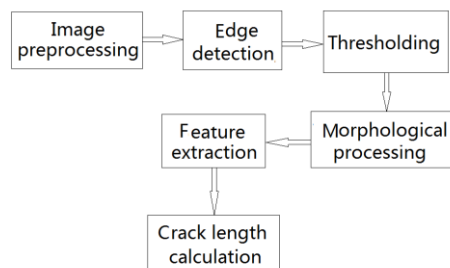 Image
preprocessing
Edge
detection
Thresholding
Morphological
processing
Feature
extraction
Crack length
calculation